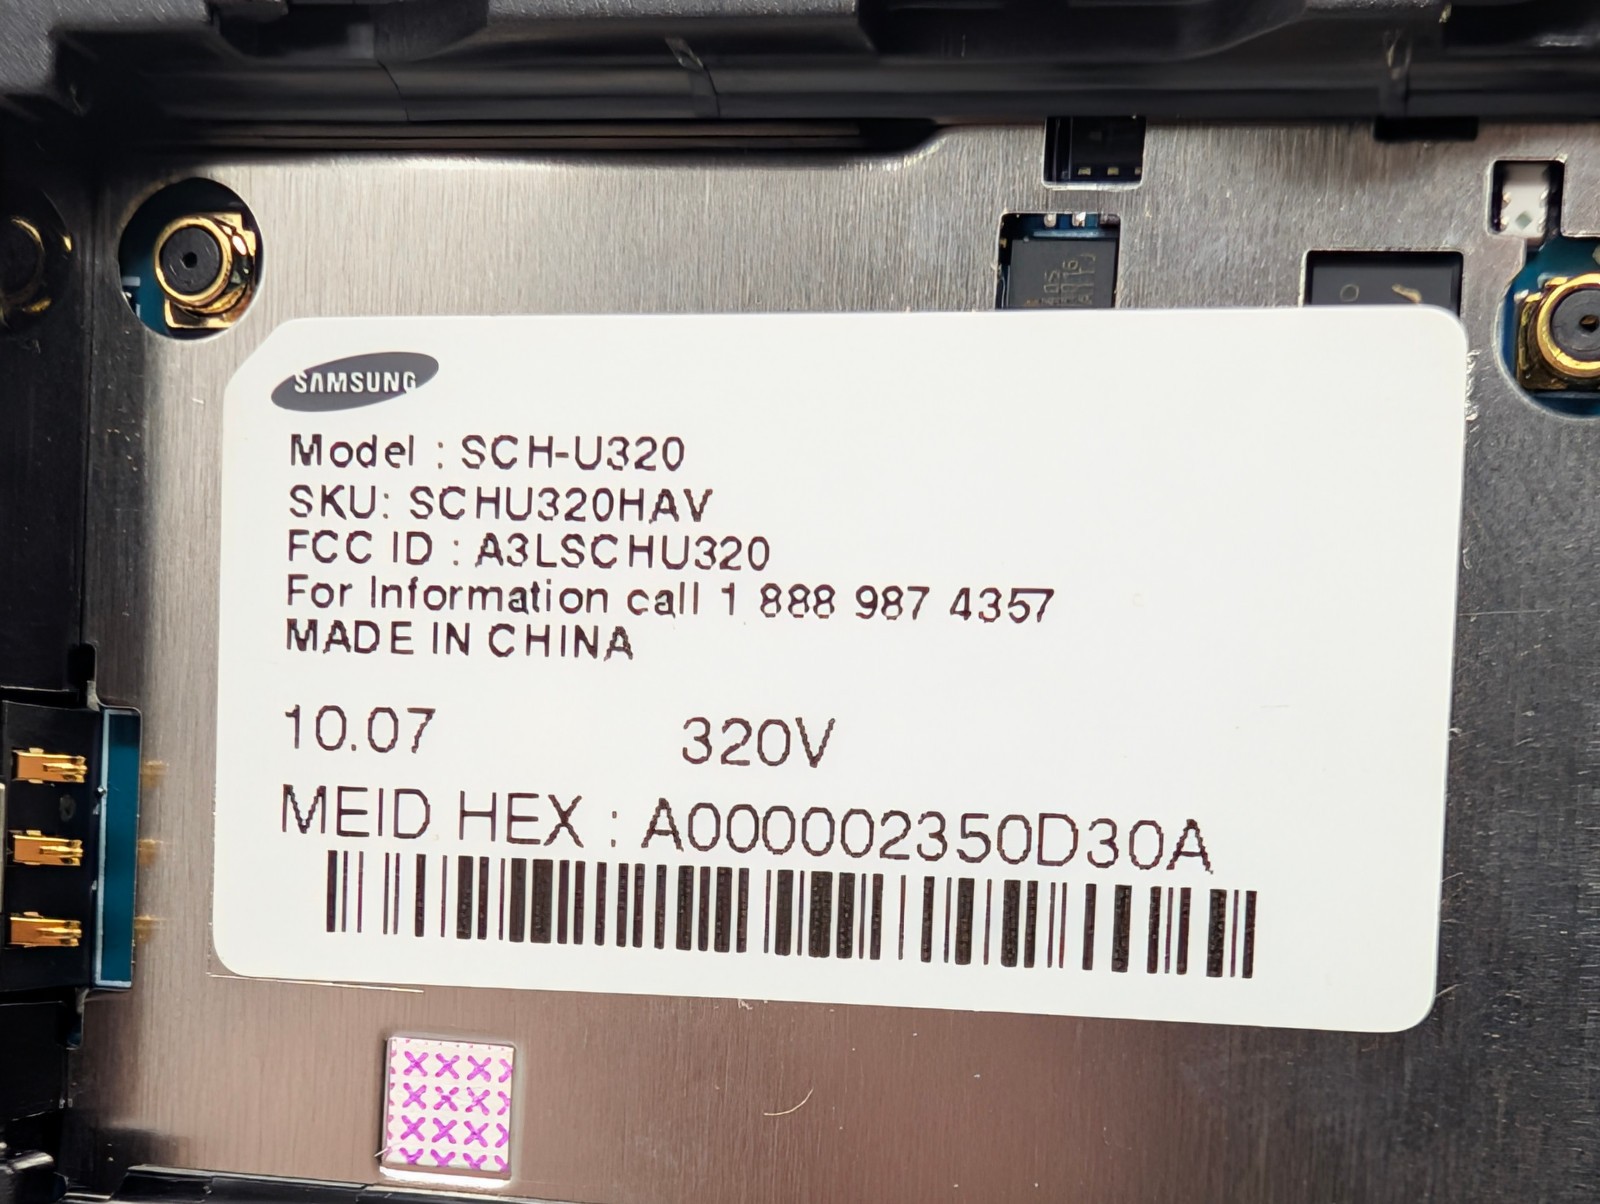 SAMSUNG
Model : SCH-U320
SKU: SCHU320HAV
FCC ID : A3LSCHU320
For Information call 1 888 987 4357
MADE IN CHINA
10.07 320V
MEID HEX : A000002350D30A